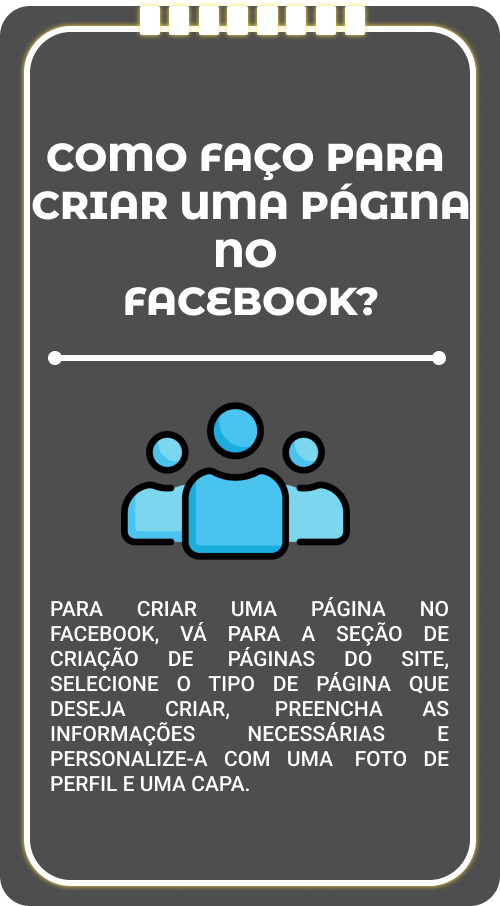 COMO FAÇO PARA
CRIAR UMA PÁGINA
NO
FACEBOOK?
PARA CRIAR UMA PÁGINA NO
FACEBOOK, VÁ PARA A SEÇÃO DE
CRIAÇÃO DE PÁGINAS DO SITE,
SELECIONE O TIPO DE PÁGINA QUE
DESEJA CRIAR, PREENCHA AS
INFORMAÇÕES NECESSÁRIAS E
PERSONALIZE-A COM UMA FOTO DE
PERFIL E UMA CAPA.